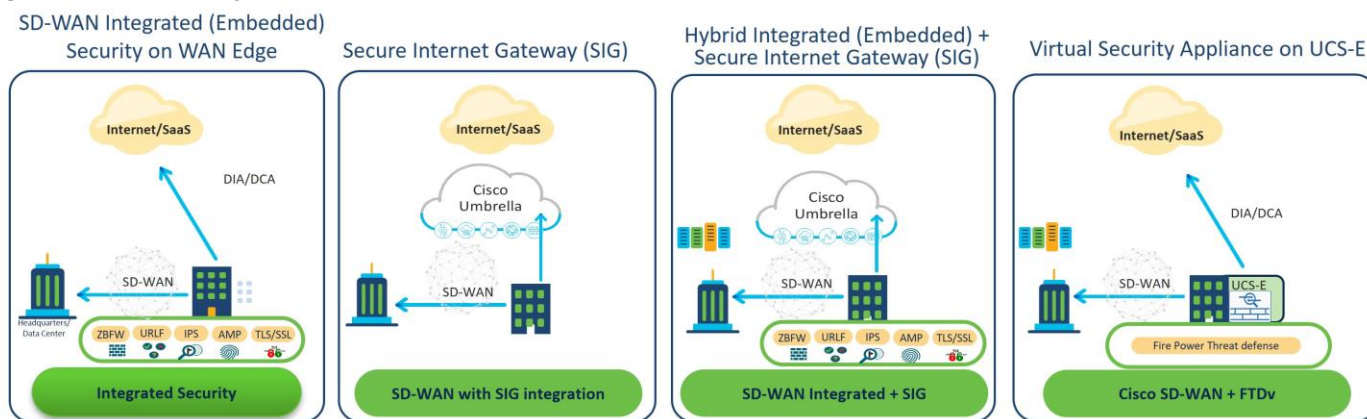 SD-WAN Integrated (Embedded)
Security on WAN Edge
Internet/SaaS
DIA/DCA
SD-WAN
Headquarters/
Data Center
ZBFW URLF IPS AMP TLS/SSL
Integrated Security
Secure Internet Gateway (SIG)
Internet/SaaS
Cisco
Umbrella
SD-WAN
SD-WAN with SIG integration
Hybrid Integrated (Embedded) +
Secure Internet Gateway (SIG)
Internet/SaaS
Cisco
Umbrella
SD-WAN
ZBFW URLF IPS AMP TLS/SSL
SD-WAN Integrated + SIG
Virtual Security Appliance on UCS-E
Internet/SaaS
DIA/DCA
SD-WAN
UCS-E
Fire Power Threat defense
Cisco SD-WAN + FTDv